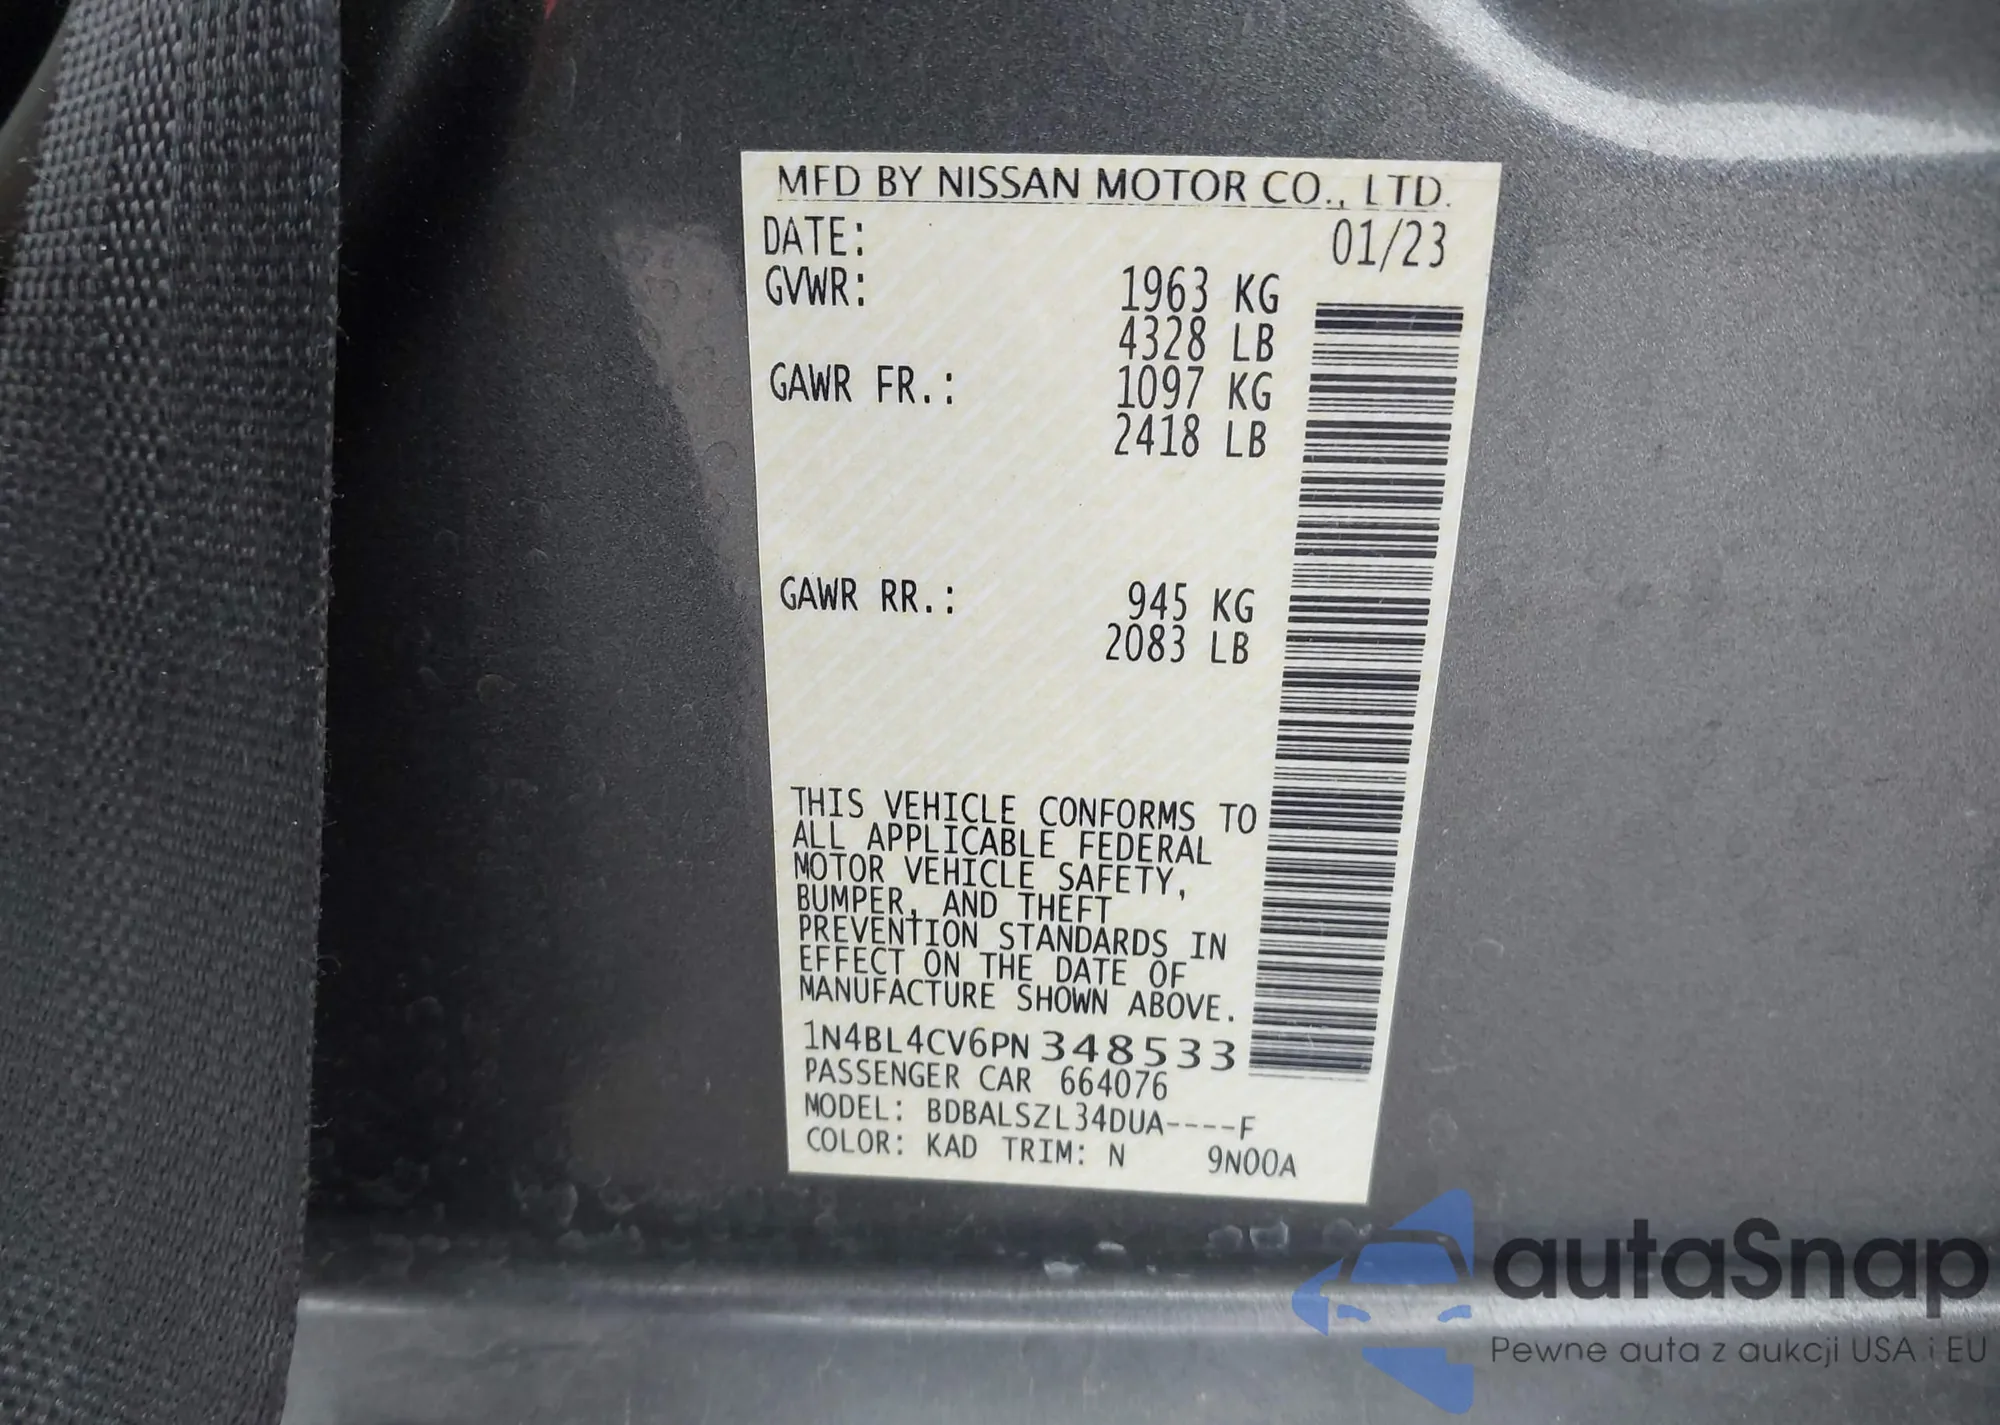 MFD BY NISSAN MOTOR CO., LTD.
DATE: 01/23
GVWR: 1963 KG
4328 LB
GAWR FR.: 1097 KG
2418 LB
GAWR RR.: 945 KG
2083 LB
THIS VEHICLE CONFORMS TO
ALL APPLICABLE FEDERAL
MOTOR VEHICLE SAFETY,
BUMPER, AND THEFT
PREVENTION STANDARDS IN
EFFECT ON THE DATE OF
MANUFACTURE SHOWN ABOVE.
1N4BL4CV6PN348533
PASSENGER CAR 664076
MODEL: BDBALSZL34DUA----F
COLOR: KAD TRIM: N 9N00A
autaSnap
Pewne auta z aukcji USA i EU